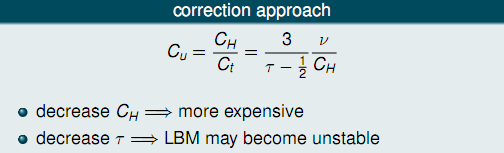 correction approach
C_u = C_H / C_t = 3 / (τ − 1/2) ν / C_H
decrease C_H ⟹ more expensive
decrease τ ⟹ LBM may become unstable